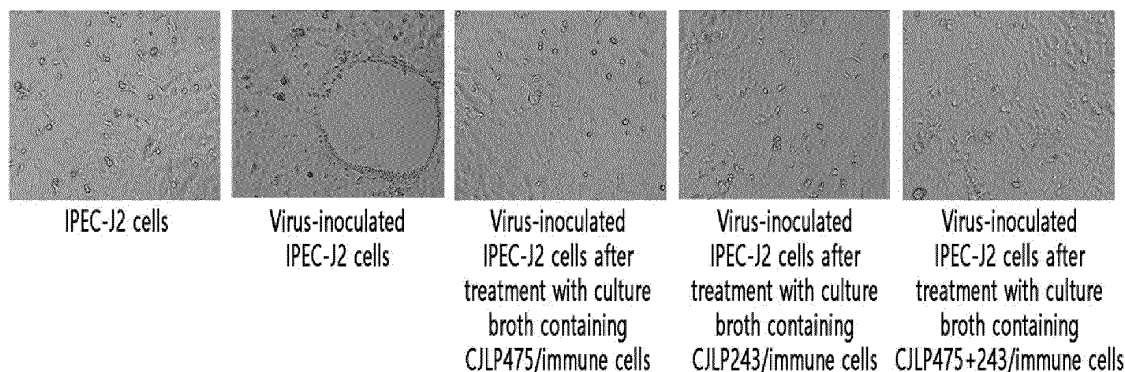 IPEC-J2 cells
Virus-inoculated
IPEC-J2 cells
Virus-inoculated
IPEC-J2 cells after
treatment with culture
broth containing
CJLP475/immune cells
Virus-inoculated
IPEC-J2 cells after
treatment with culture
broth containing
CJLP243/immune cells
Virus-inoculated
IPEC-J2 cells after
treatment with culture
broth containing
CJLP475+243/immune cells